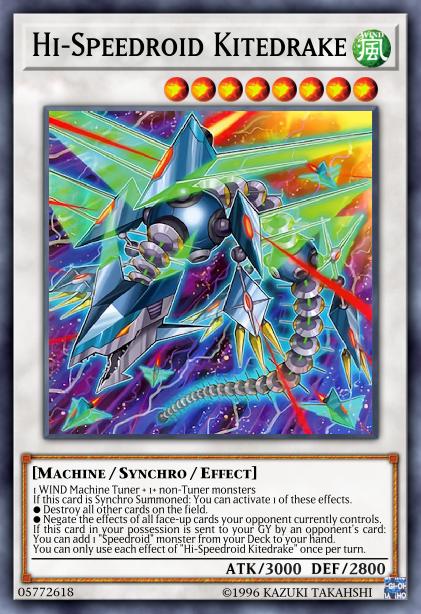 HI-SPEEDROID KITEDRAKE
WIND
風
[MACHINE / SYNCHRO / EFFECT]
1 WIND Machine Tuner + 1+ non-Tuner monsters
If this card is Synchro Summoned: You can activate 1 of these effects.
● Destroy all other cards on the field.
● Negate the effects of all face-up cards your opponent currently controls.
If this card in your possession is sent to your GY by an opponent's card:
You can add 1 "Speedroid" monster from your Deck to your hand.
You can only use each effect of "Hi-Speedroid Kitedrake" once per turn.
ATK/3000 DEF/2800
05772618
©1996 KAZUKI TAKAHSHI